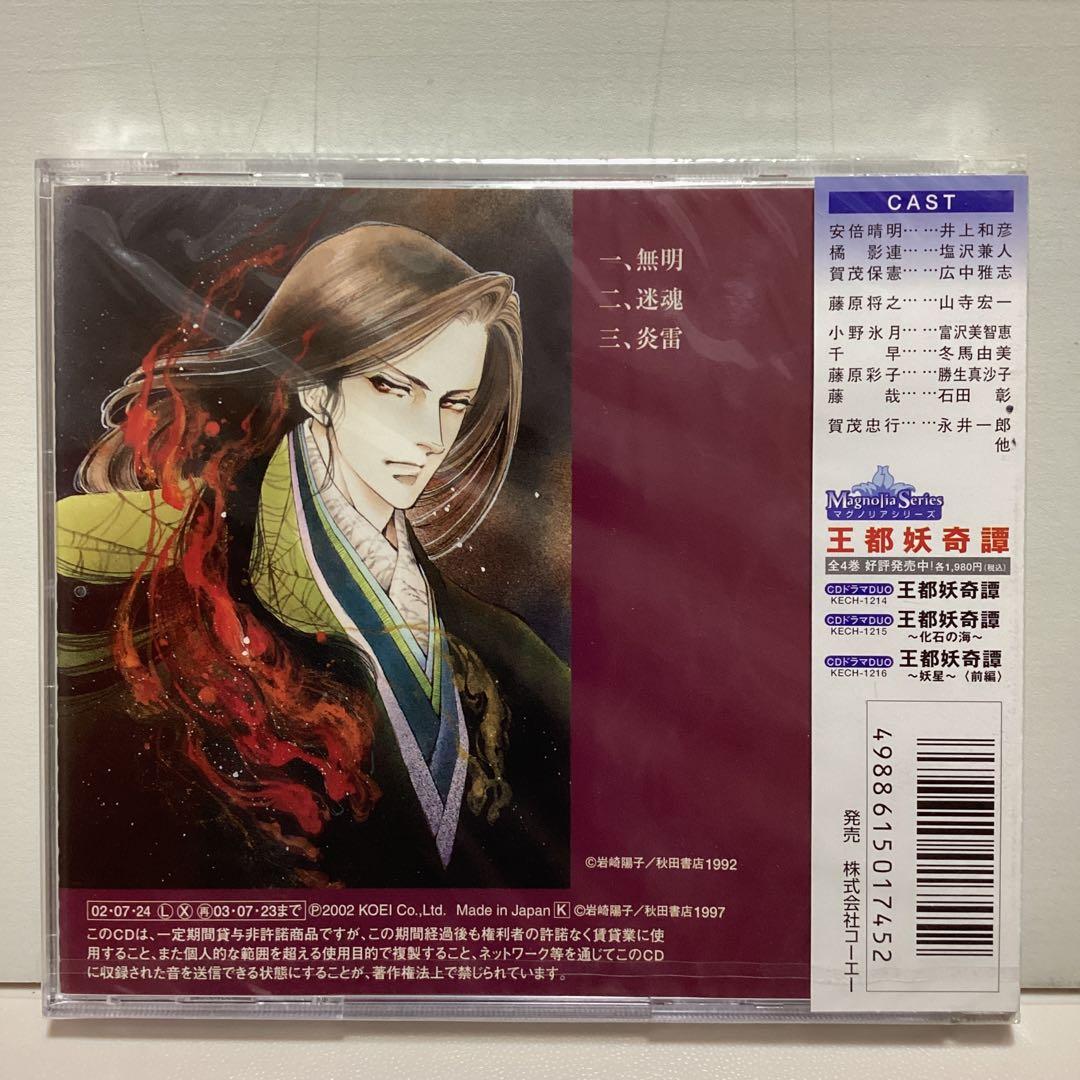 一、無明
二、迷魂
三、炎雷
©岩崎陽子／秋田書店1992
02・07・24 Ⓛ Ⓧ ㊟03・07・23まで ℗2002 KOEI Co.,Ltd. Made in Japan K ©岩崎陽子／秋田書店1997
このCDは、一定期間貸与非許諾商品ですが、この期間経過後も権利者の許諾なく賃貸業に使
用すること、また個人的な範囲を超える使用目的で複製すること、ネットワーク等を通じてこのCD
に収録された音を送信できる状態にすることが、著作権法上で禁じられています。
CAST
安倍晴明……井上和彦
橘 影連……塩沢兼人
賀茂保憲……広中雅志
藤原将之……山寺宏一
小野氷月……富沢美智恵
千 早……冬馬由美
藤原彩子……勝生真沙子
藤 哉……石田 彰
賀茂忠行……永井一郎
他
Magnolia Series
マグノリアシリーズ
王都妖奇譚
全4巻 好評発売中！各1,980円（税込）
CDドラマDUO 王都妖奇譚
KECH-1214
CDドラマDUO 王都妖奇譚
KECH-1215 ～化石の海～
CDドラマDUO 王都妖奇譚
KECH-1216 ～妖星～〈前編〉
4988615017452
発売 株式会社コーエー